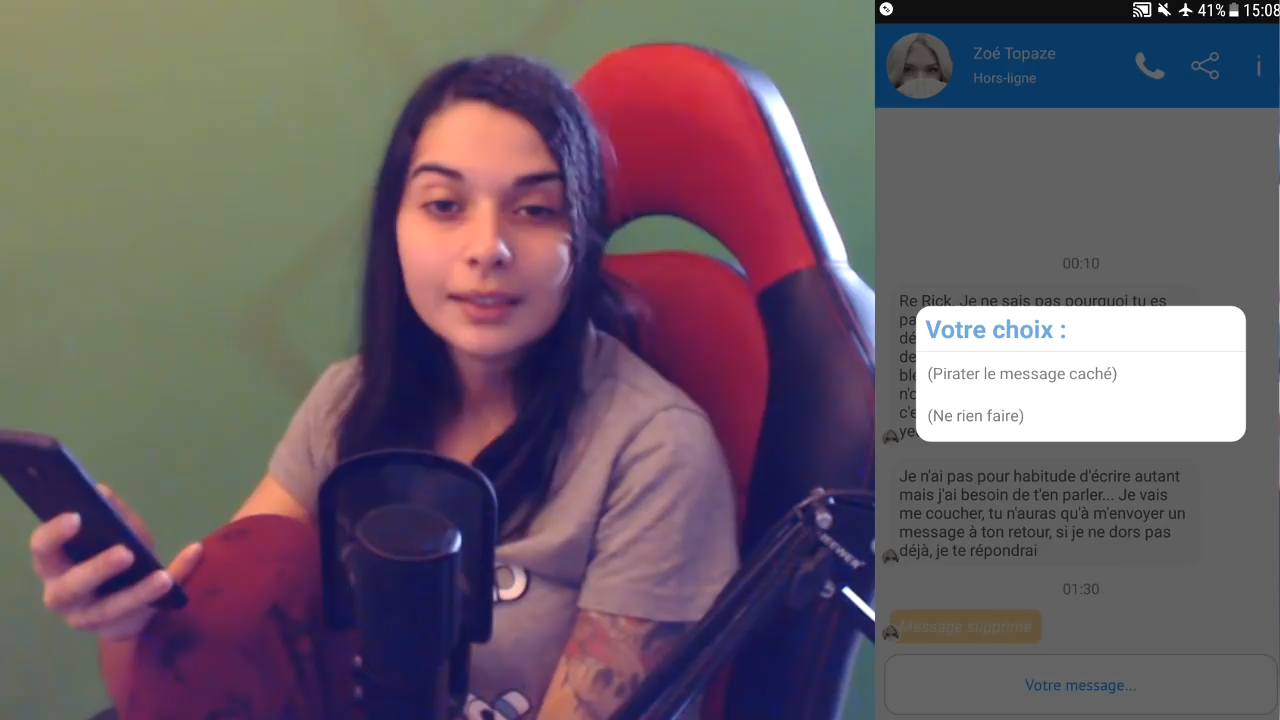 41% 15:08
Zoé Topaze
Hors-ligne
00:10
Re Rick. Je ne sais pas pourquoi tu es
Votre choix :
(Pirater le message caché)
(Ne rien faire)
Je n'ai pas pour habitude d'écrire autant
mais j'ai besoin de t'en parler... Je vais
me coucher, tu n'auras qu'à m'envoyer un
message à ton retour, si je ne dors pas
déjà, je te répondrai
01:30
Message supprimé
Votre message...